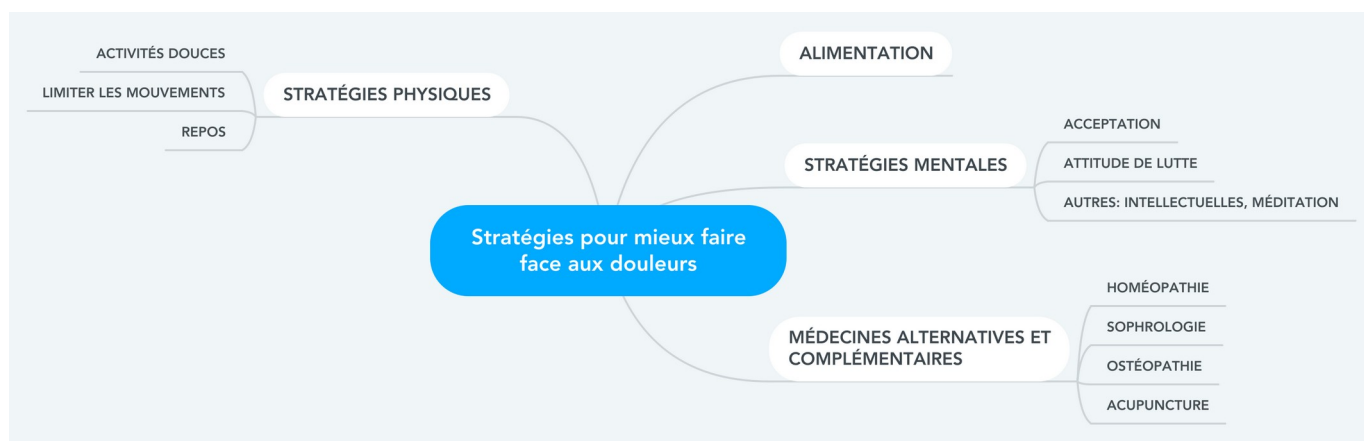 ACTIVITÉS DOUCES
LIMITER LES MOUVEMENTS
REPOS
STRATÉGIES PHYSIQUES
Stratégies pour mieux faire
face aux douleurs
ALIMENTATION
STRATÉGIES MENTALES
ACCEPTATION
ATTITUDE DE LUTTE
AUTRES: INTELLECTUELLES, MÉDITATION
MÉDECINES ALTERNATIVES ET
COMPLÉMENTAIRES
HOMÉOPATHIE
SOPHROLOGIE
OSTÉOPATHIE
ACUPUNCTURE